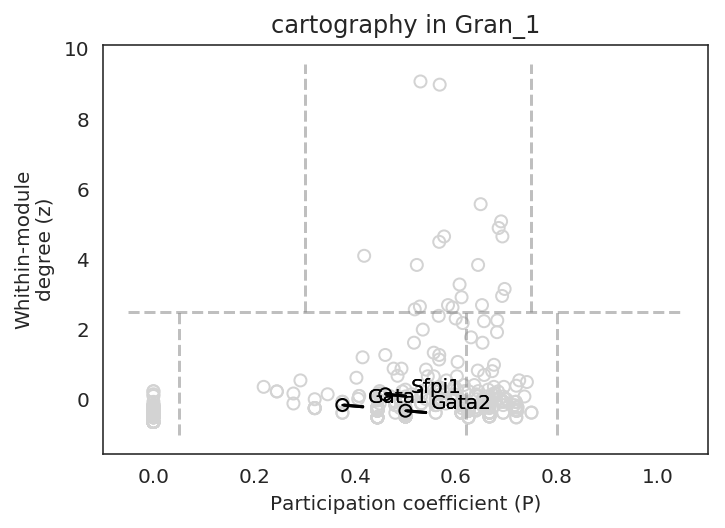 cartography in Gran_1
10
8
6
4
2
0
Whithin-module
degree (z)
Sfpi1
Gata1
Gata2
0.0 0.2 0.4 0.6 0.8 1.0
Participation coefficient (P)